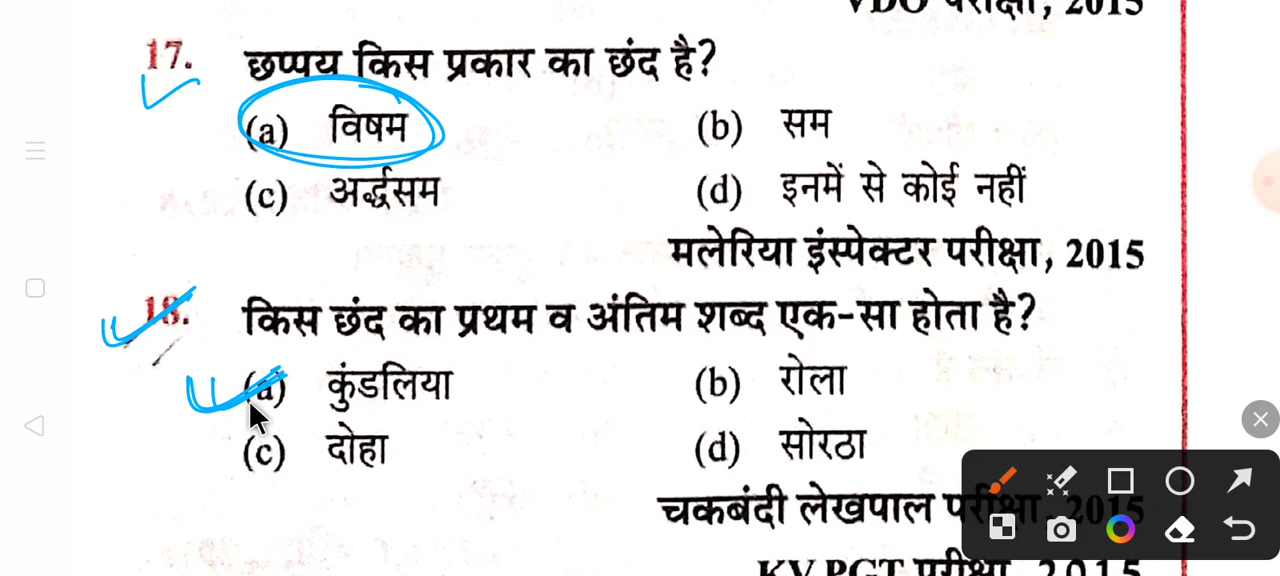 VDO परीक्षा, 2015
17. छप्पय किस प्रकार का छंद है?
(a) विषम (b) सम
(c) अर्द्धसम (d) इनमें से कोई नहीं
मलेरिया इंस्पेक्टर परीक्षा, 2015
18. किस छंद का प्रथम व अंतिम शब्द एक-सा होता है?
(a) कुंडलिया (b) रोला
(c) दोहा (d) सोरठा
चकबंदी लेखपाल परीक्षा, 2015
KV PGT परीक्षा, 2015